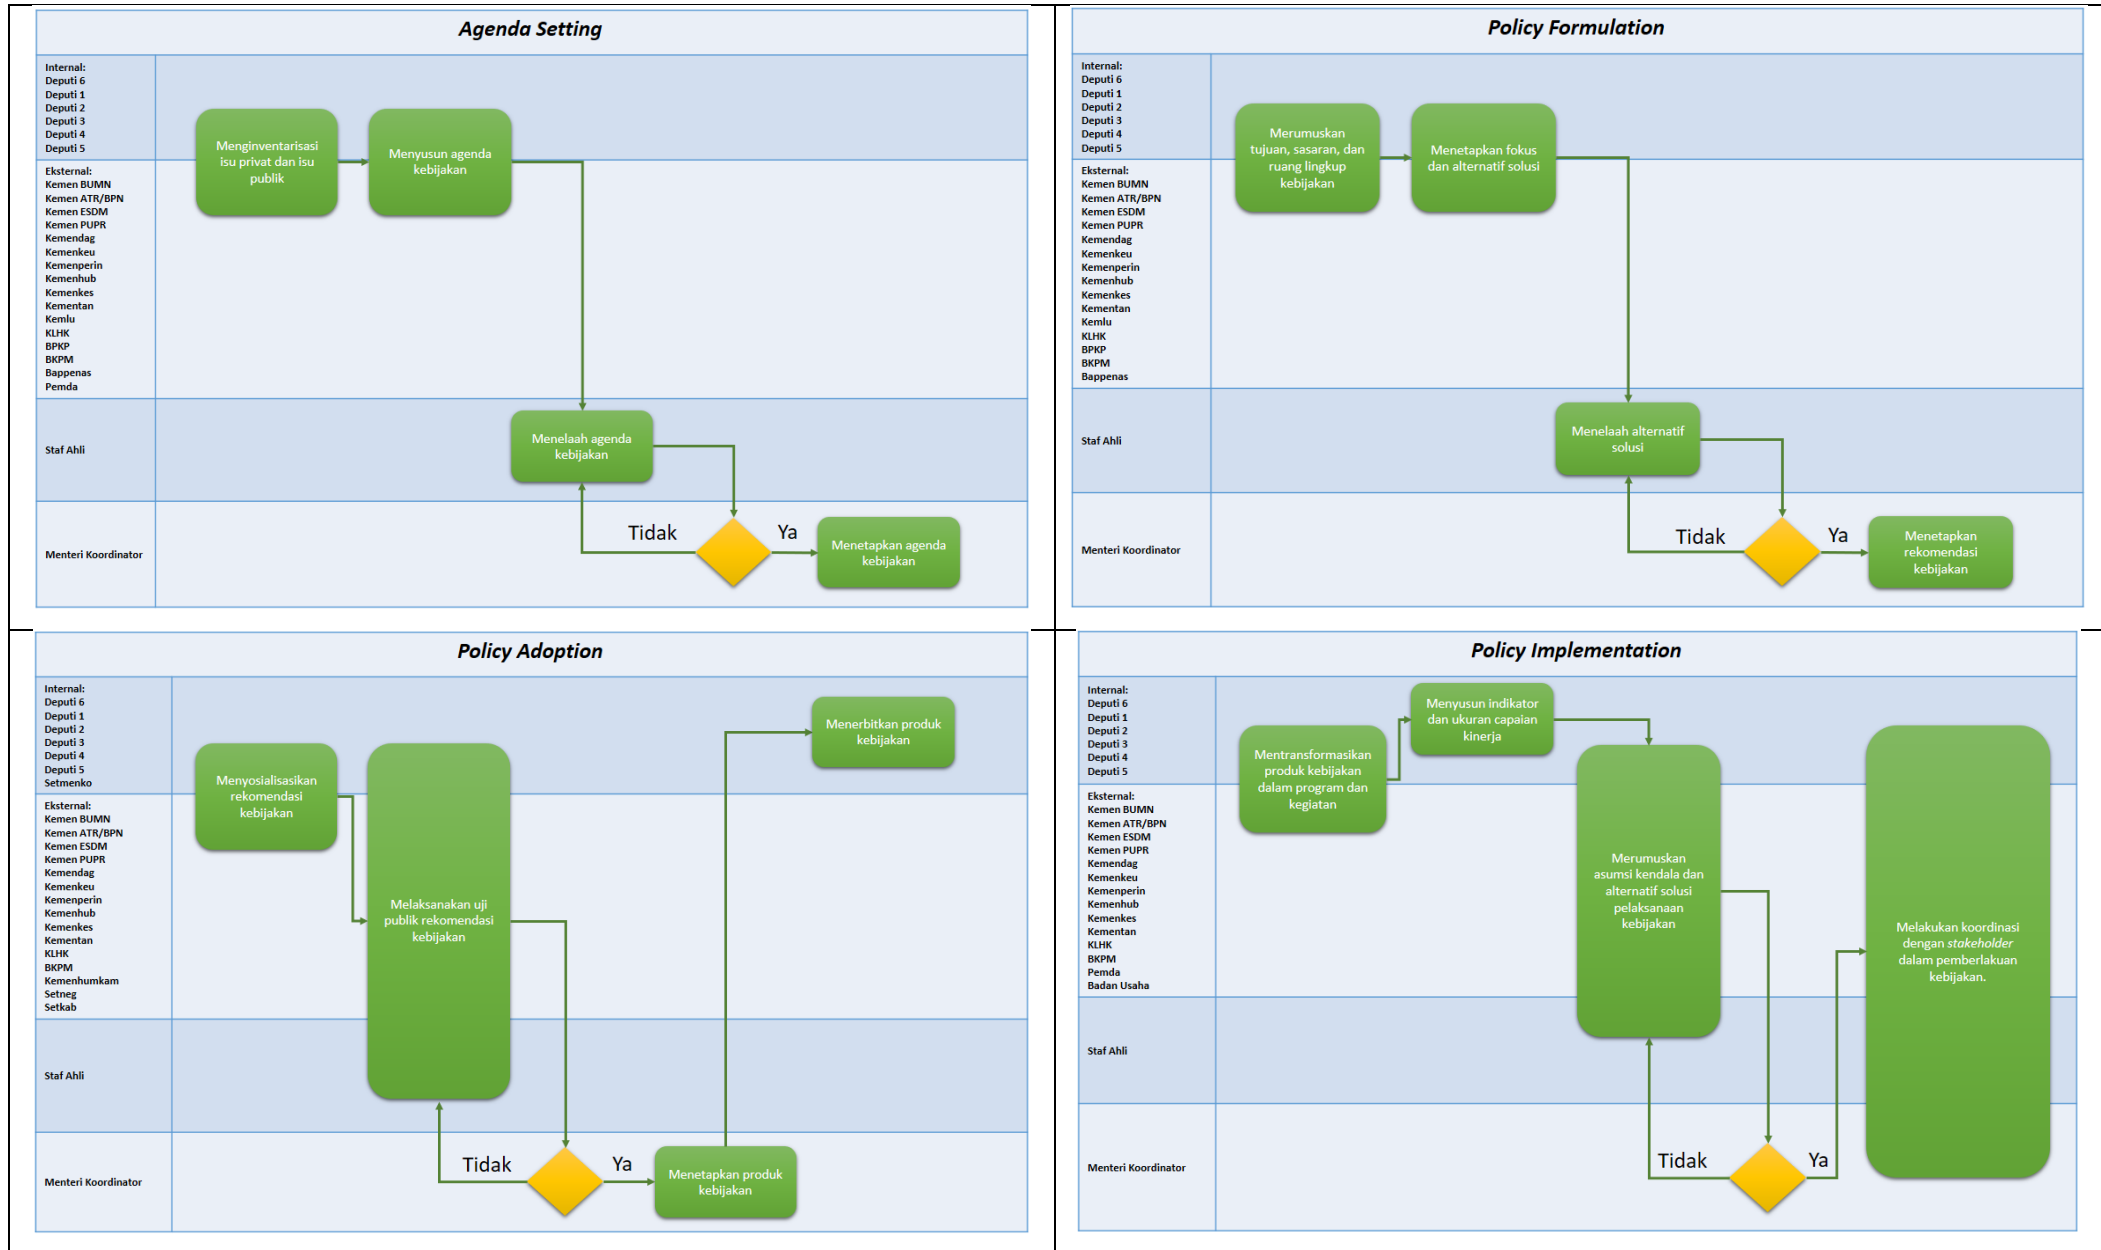 Agenda Setting
Internal:
Deputi 6
Deputi 1
Deputi 2
Deputi 3
Deputi 4
Deputi 5
Menginventarisasi
isu privat dan isu
publik
Menyusun agenda
kebijakan
Eksternal:
Kemen BUMN
Kemen ATR/BPN
Kemen ESDM
Kemen PUPR
Kemendag
Kemenkeu
Kemenperin
Kemenhub
Kemenkes
Kementan
Kemlu
KLHK
BPKP
BKPM
Bappenas
Pemda
Staf Ahli
Menelaah agenda
kebijakan
Menteri Koordinator
Tidak
Ya
Menetapkan agenda
kebijakan
Policy Formulation
Internal:
Deputi 6
Deputi 1
Deputi 2
Deputi 3
Deputi 4
Deputi 5
Merumuskan
tujuan, sasaran, dan
ruang lingkup
kebijakan
Menetapkan fokus
dan alternatif solusi
Eksternal:
Kemen BUMN
Kemen ATR/BPN
Kemen ESDM
Kemen PUPR
Kemendag
Kemenkeu
Kemenperin
Kemenhub
Kemenkes
Kementan
Kemlu
KLHK
BPKP
BKPM
Bappenas
Staf Ahli
Menelaah alternatif
solusi
Menteri Koordinator
Tidak
Ya
Menetapkan
rekomendasi
kebijakan
Policy Adoption
Internal:
Deputi 6
Deputi 1
Deputi 2
Deputi 3
Deputi 4
Deputi 5
Setmenko
Menyosialisasikan
rekomendasi
kebijakan
Melaksanakan uji
publik rekomendasi
kebijakan
Menerbitkan produk
kebijakan
Eksternal:
Kemen BUMN
Kemen ATR/BPN
Kemen ESDM
Kemen PUPR
Kemendag
Kemenkeu
Kemenperin
Kemenhub
Kemenkes
Kementan
KLHK
BKPM
Kemenhumkam
Setneg
Setkab
Staf Ahli
Menteri Koordinator
Tidak
Ya
Menetapkan produk
kebijakan
Policy Implementation
Internal:
Deputi 6
Deputi 1
Deputi 2
Deputi 3
Deputi 4
Deputi 5
Mentransformasikan
produk kebijakan
dalam program dan
kegiatan
Menyusun indikator
dan ukuran capaian
kinerja
Merumuskan
asumsi kendala dan
alternatif solusi
pelaksanaan
kebijakan
Melakukan koordinasi
dengan stakeholder
dalam pemberlakuan
kebijakan.
Eksternal:
Kemen BUMN
Kemen ATR/BPN
Kemen ESDM
Kemen PUPR
Kemendag
Kemenkeu
Kemenperin
Kemenhub
Kemenkes
Kementan
KLHK
BKPM
Pemda
Badan Usaha
Staf Ahli
Menteri Koordinator
Tidak
Ya